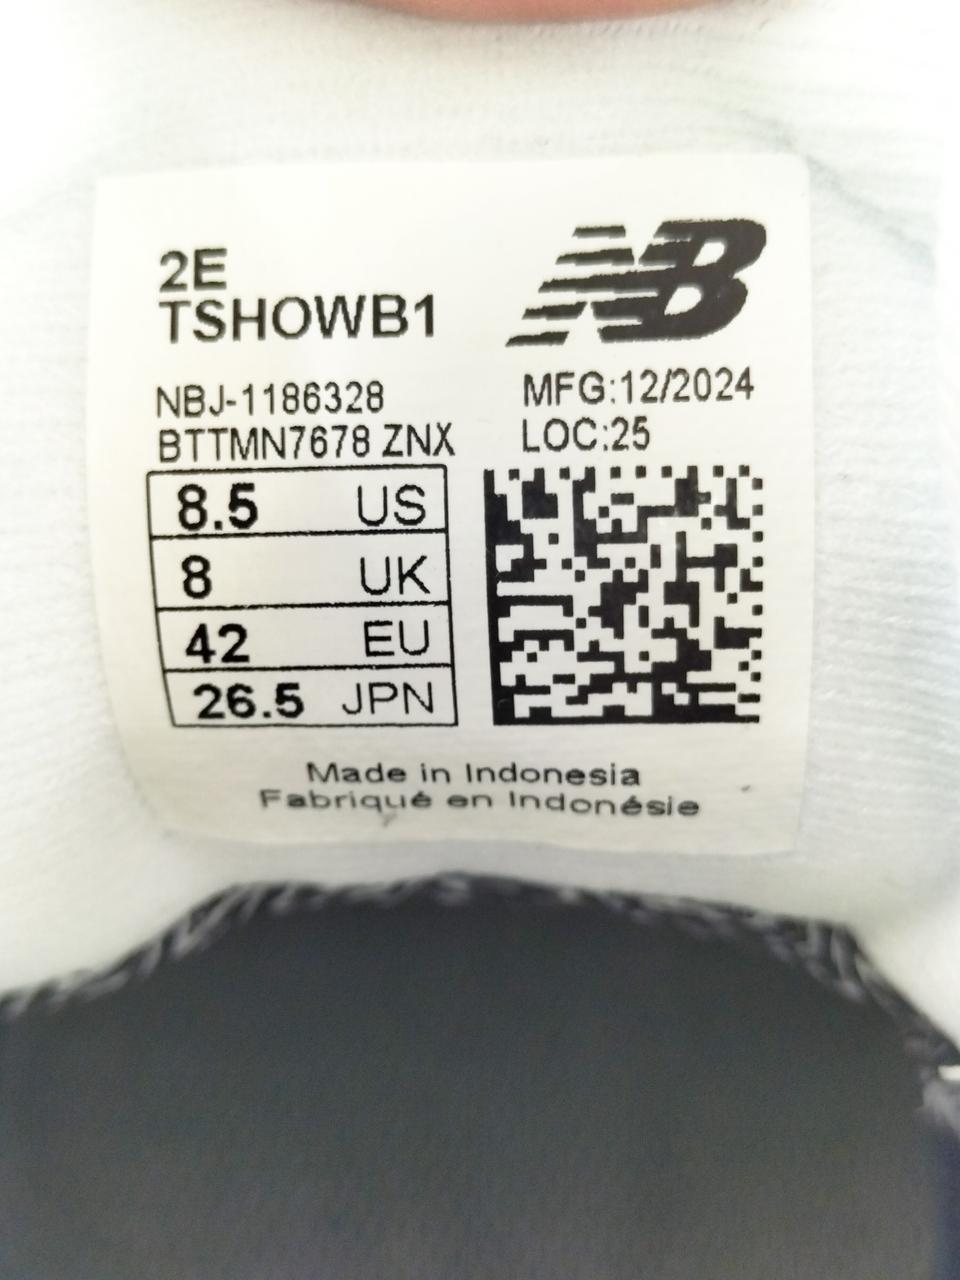 2E
TSHOWB1
NB
NBJ-1186328
BTTMN7678 ZNX
MFG:12/2024
LOC:25
8.5 US
8 UK
42 EU
26.5 JPN
Made in Indonesia
Fabriqué en Indonésie